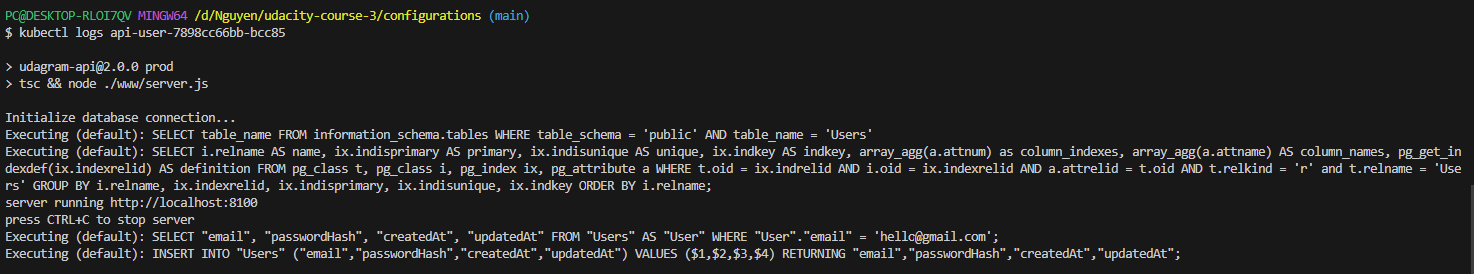 PC@DESKTOP-RLOI7QV MINGW64 /d/Nguyen/udacity-course-3/configurations (main)
$ kubectl logs api-user-7898cc66bb-bcc85
> udagram-api@2.0.0 prod
> tsc && node ./www/server.js
Initialize database connection...
Executing (default): SELECT table_name FROM information_schema.tables WHERE table_schema = 'public' AND table_name = 'Users'
Executing (default): SELECT i.relname AS name, ix.indisprimary AS primary, ix.indisunique AS unique, ix.indkey AS indkey, array_agg(a.attnum) as column_indexes, array_agg(a.attname) AS column_names, pg_get_in
dexdef(ix.indexrelid) AS definition FROM pg_class t, pg_class i, pg_index ix, pg_attribute a WHERE t.oid = ix.indrelid AND i.oid = ix.indexrelid AND a.attrelid = t.oid AND t.relkind = 'r' and t.relname = 'Use
rs' GROUP BY i.relname, ix.indexrelid, ix.indisprimary, ix.indisunique, ix.indkey ORDER BY i.relname;
server running http://localhost:8100
press CTRL+C to stop server
Executing (default): SELECT "email", "passwordHash", "createdAt", "updatedAt" FROM "Users" AS "User" WHERE "User"."email" = 'hello@gmail.com';
Executing (default): INSERT INTO "Users" ("email","passwordHash","createdAt","updatedAt") VALUES ($1,$2,$3,$4) RETURNING "email","passwordHash","createdAt","updatedAt";